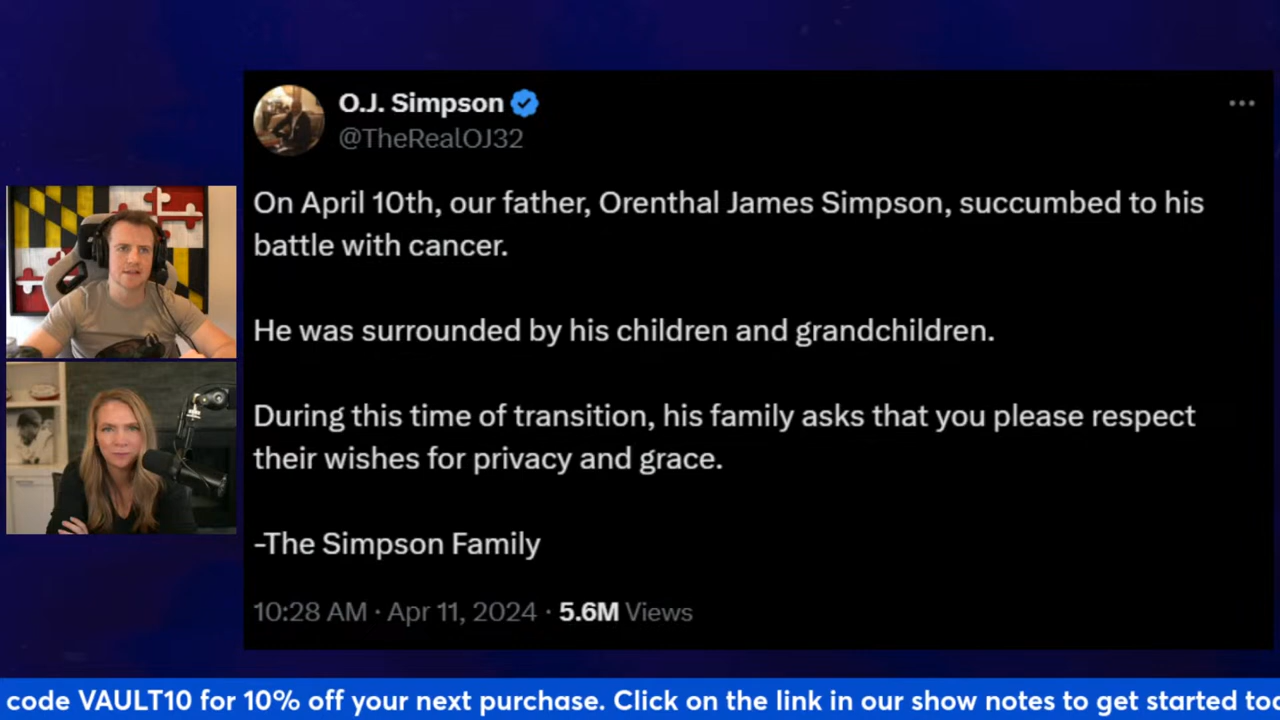 O.J. Simpson
@TheRealOJ32
On April 10th, our father, Orenthal James Simpson, succumbed to his
battle with cancer.
He was surrounded by his children and grandchildren.
During this time of transition, his family asks that you please respect
their wishes for privacy and grace.
-The Simpson Family
10:28 AM · Apr 11, 2024 · 5.6M Views
code VAULT10 for 10% off your next purchase. Click on the link in our show notes to get started